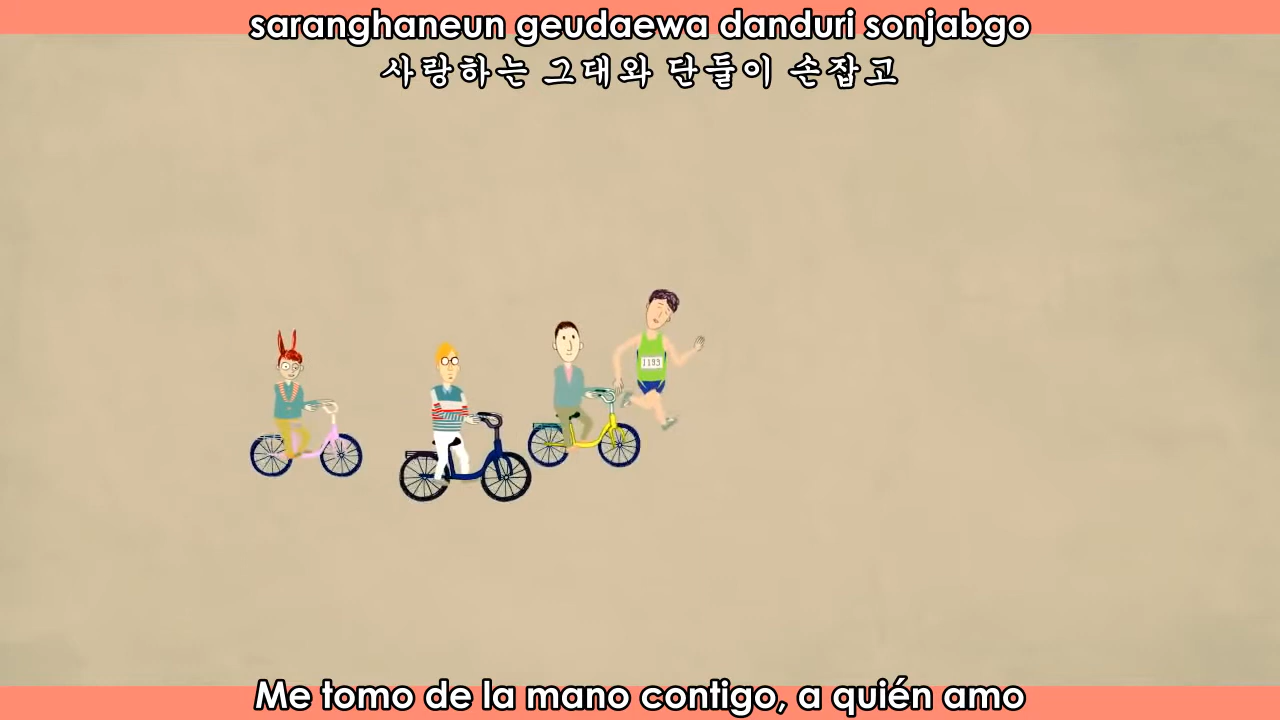 saranghaneun geudaewa danduri sonjabgo
사랑하는 그대와 단둘이 손잡고
1193
Me tomo de la mano contigo, a quién amo